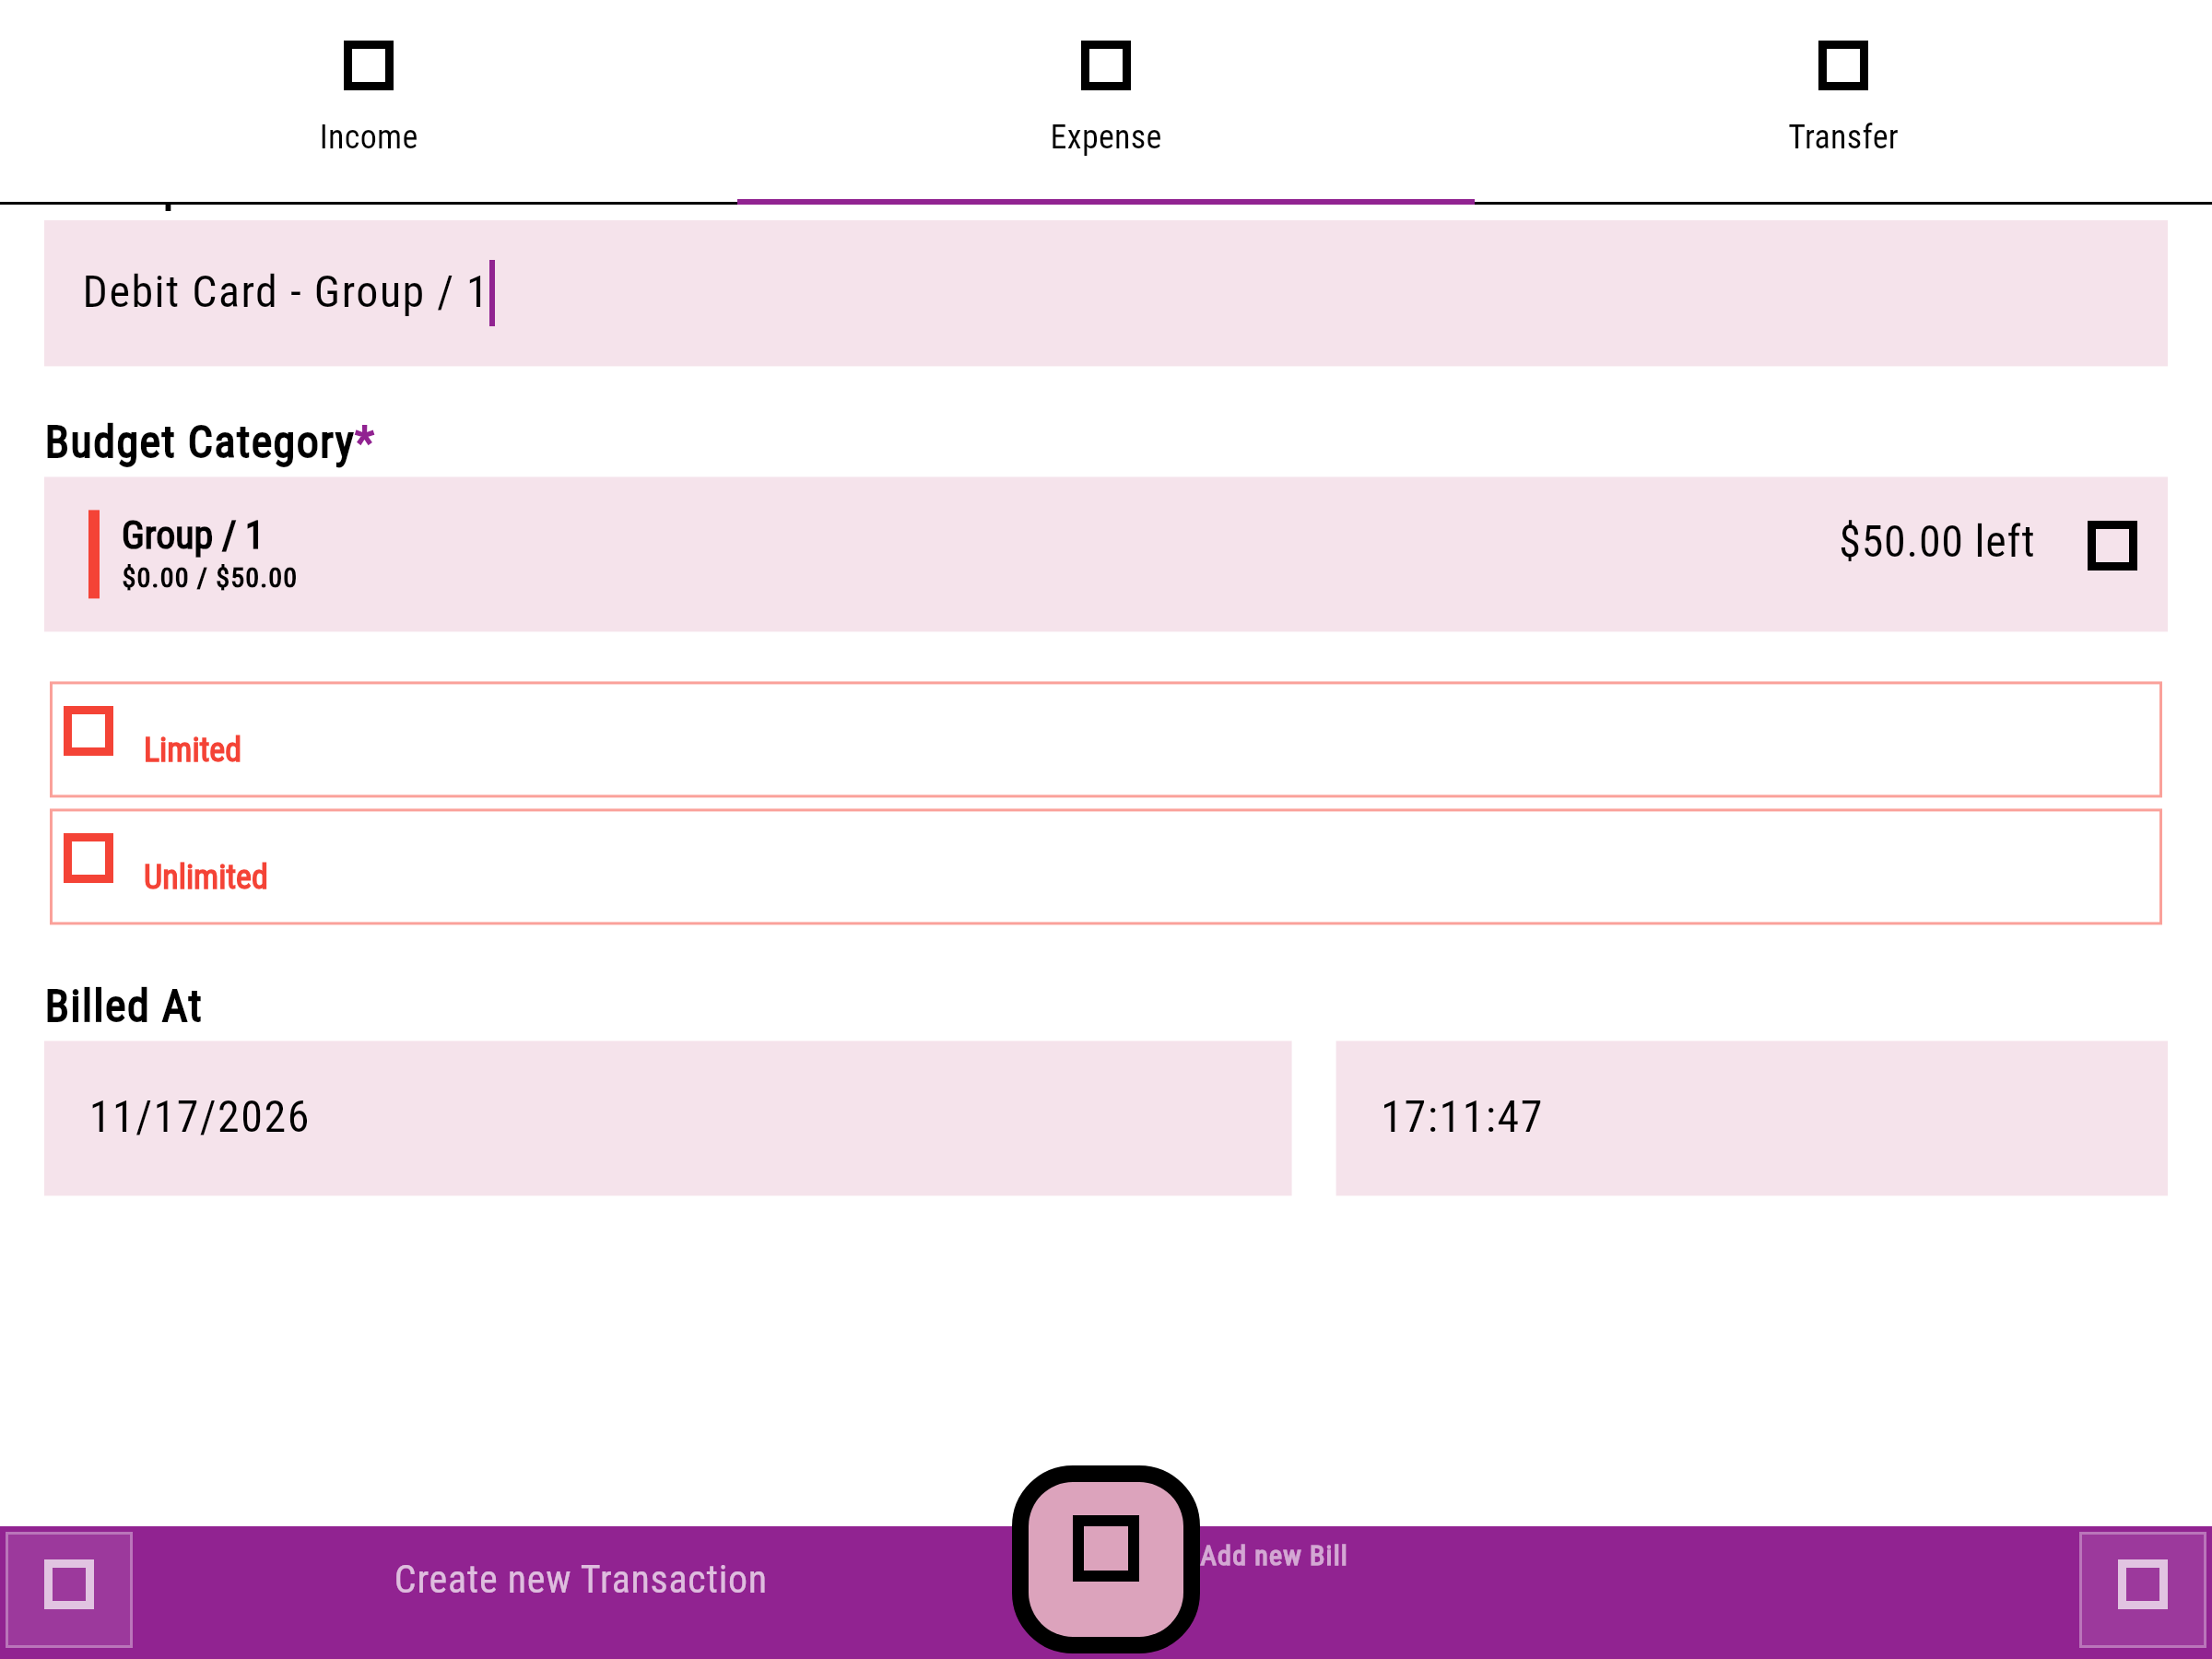 Income
Expense
Transfer
Debit Card - Group / 1
Budget Category*
Group / 1
$0.00 / $50.00
$50.00 left
Limited
Unlimited
Billed At
11/17/2026
17:11:47
Create new Transaction
Add new Bill